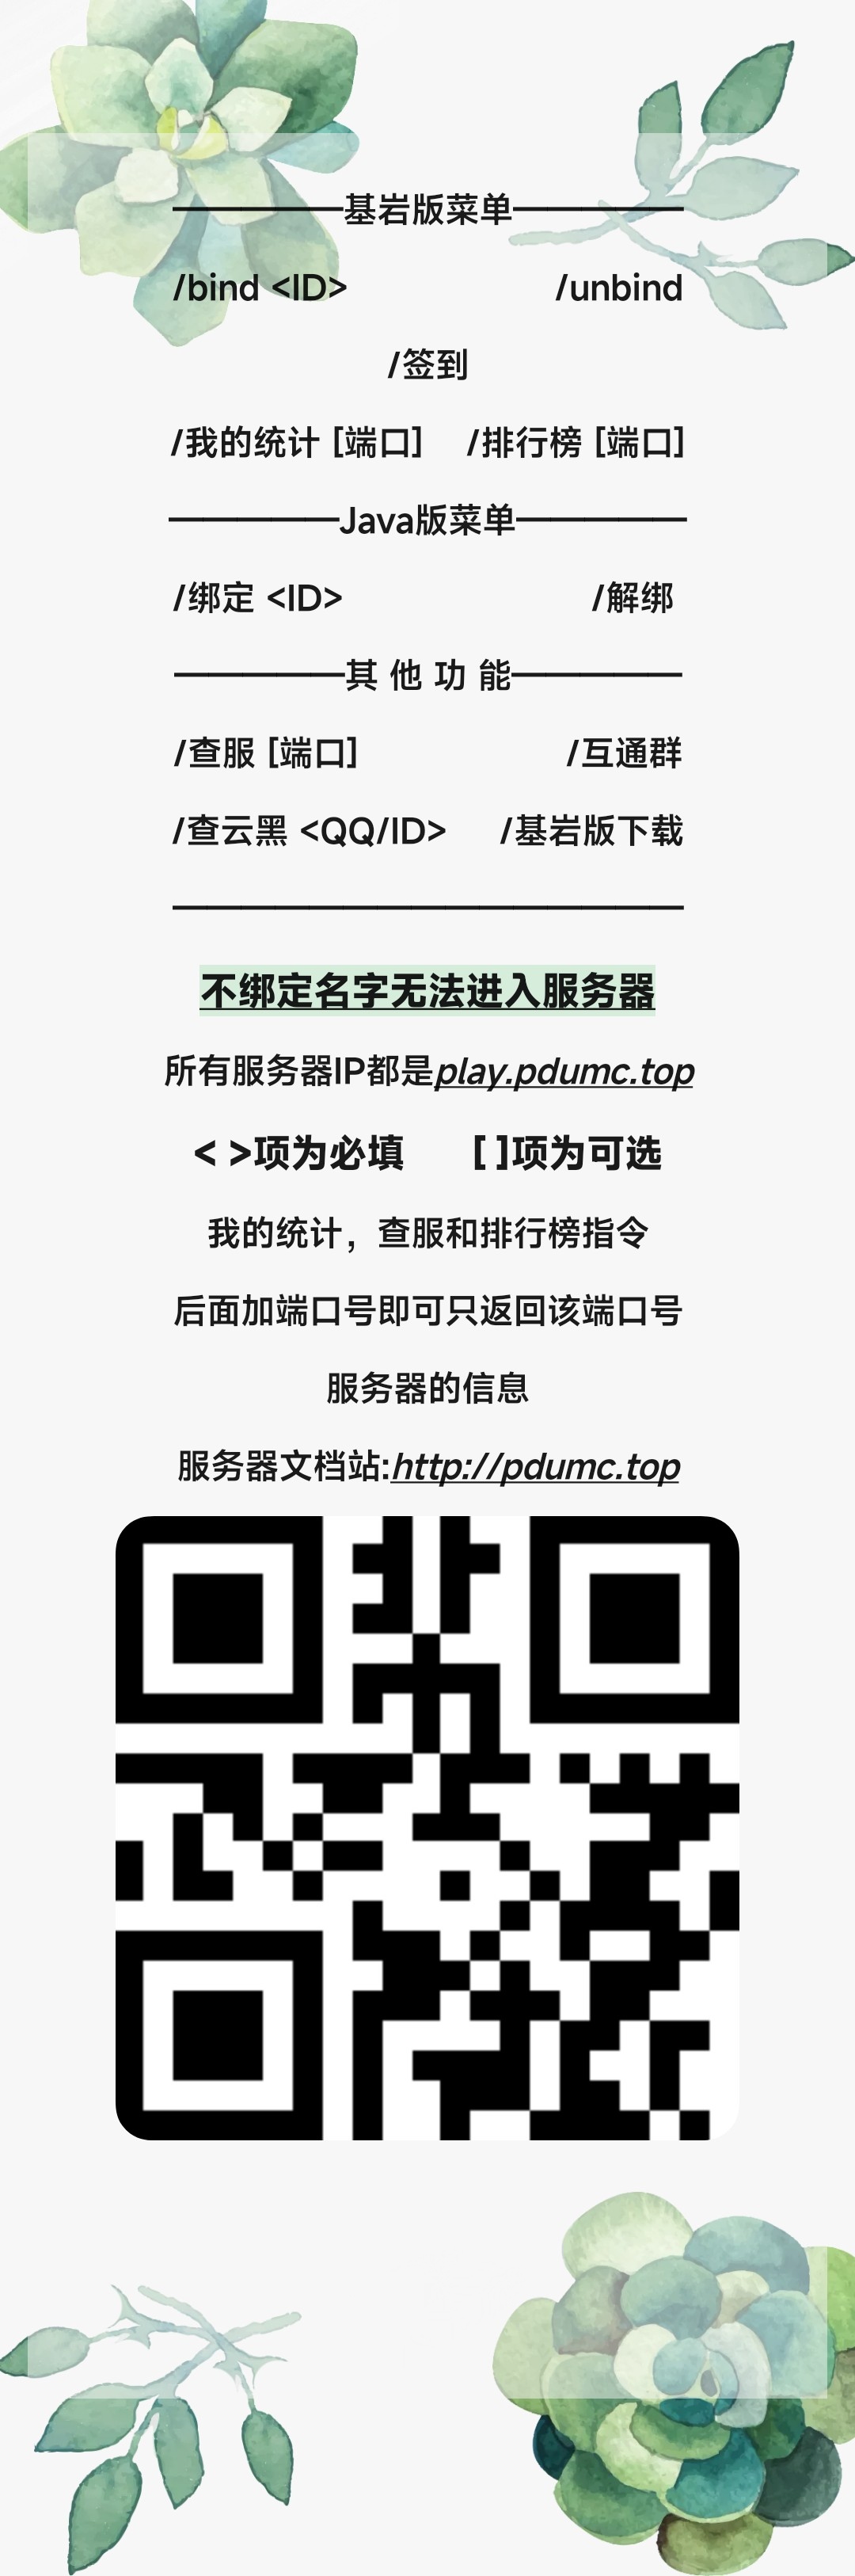 —————基岩版菜单—————
/bind <ID> /unbind
/签到
/我的统计 [端口] /排行榜 [端口]
—————Java版菜单—————
/绑定 <ID> /解绑
—————其 他 功 能—————
/查服 [端口] /互通群
/查云黑 <QQ/ID> /基岩版下载
———————————————
不绑定名字无法进入服务器
所有服务器IP都是play.pdumc.top
< >项为必填 [ ]项为可选
我的统计，查服和排行榜指令
后面加端口号即可只返回该端口号
服务器的信息
服务器文档站:http://pdumc.top